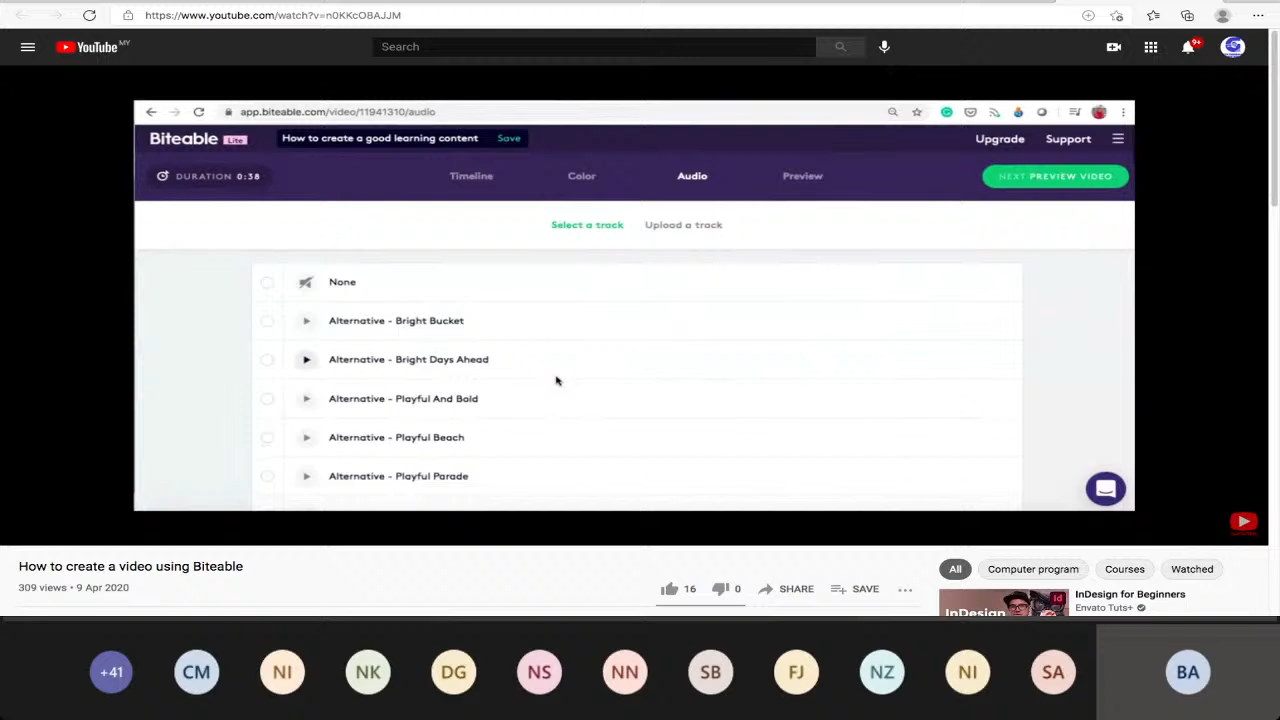 https://www.youtube.com/watch?v=n0KKcO8AJJM
YouTube MY
Search
9+
app.biteable.com/video/11941310/audio
Biteable Lite
How to create a good learning content Save
Upgrade Support
DURATION 0:38
Timeline Color Audio Preview
NEXT PREVIEW VIDEO
Select a track Upload a track
None
Alternative - Bright Bucket
Alternative - Bright Days Ahead
Alternative - Playful And Bold
Alternative - Playful Beach
Alternative - Playful Parade
How to create a video using Biteable
309 views • 9 Apr 2020
16 0 SHARE SAVE
All Computer program Courses Watched
InDesign
Id
InDesign for Beginners
Envato Tuts+
+41 CM NI NK DG NS NN SB FJ NZ NI SA BA